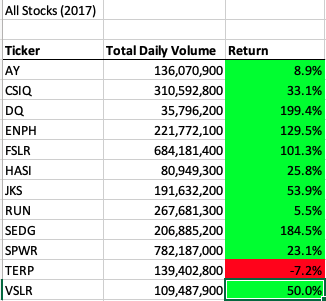 All Stocks (2017)
Ticker Total Daily Volume Return
AY 136,070,900 8.9%
CSIQ 310,592,800 33.1%
DQ 35,796,200 199.4%
ENPH 221,772,100 129.5%
FSLR 684,181,400 101.3%
HASI 80,949,300 25.8%
JKS 191,632,200 53.9%
RUN 267,681,300 5.5%
SEDG 206,885,200 184.5%
SPWR 782,187,000 23.1%
TERP 139,402,800 -7.2%
VSLR 109,487,900 50.0%